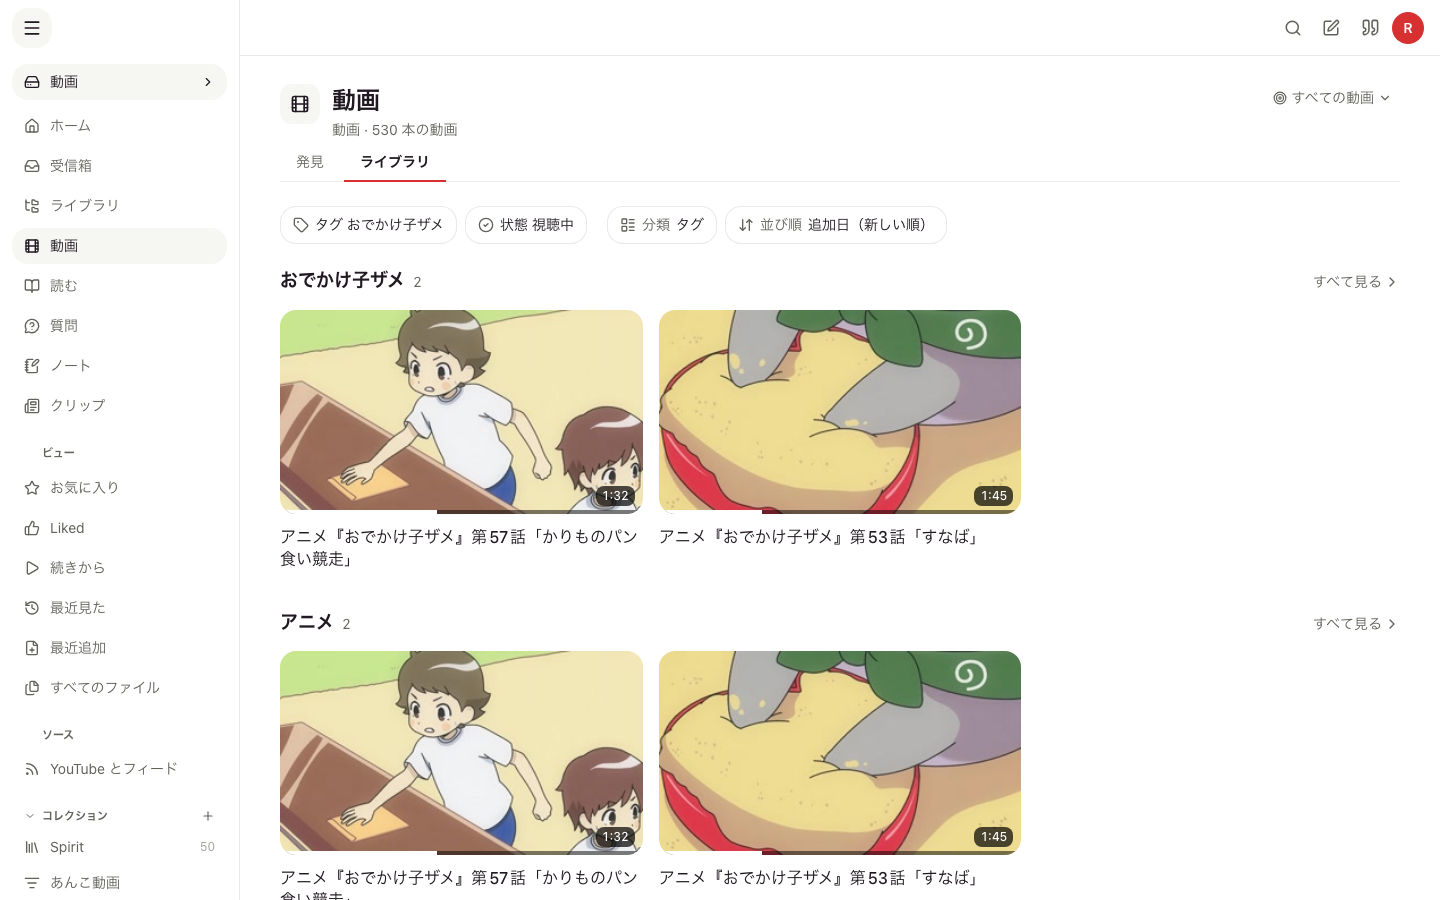 動画
ホーム
受信箱
ライブラリ
動画
読む
質問
ノート
クリップ
ビュー
お気に入り
Liked
続きから
最近見た
最近追加
すべてのファイル
ソース
YouTube とフィード
コレクション
Spirit 50
あんこ動画
R
動画
動画 · 530 本の動画
すべての動画
発見 ライブラリ
タグ おでかけ子ザメ 状態 視聴中 分類 タグ 並び順 追加日（新しい順）
おでかけ子ザメ 2 すべて見る
1:32 1:45
アニメ『おでかけ子ザメ』第57話「かりものパン
食い競走」
アニメ『おでかけ子ザメ』第53話「すなば」
アニメ 2 すべて見る
1:32 1:45
アニメ『おでかけ子ザメ』第57話「かりものパン
食い競走」
アニメ『おでかけ子ザメ』第53話「すなば」